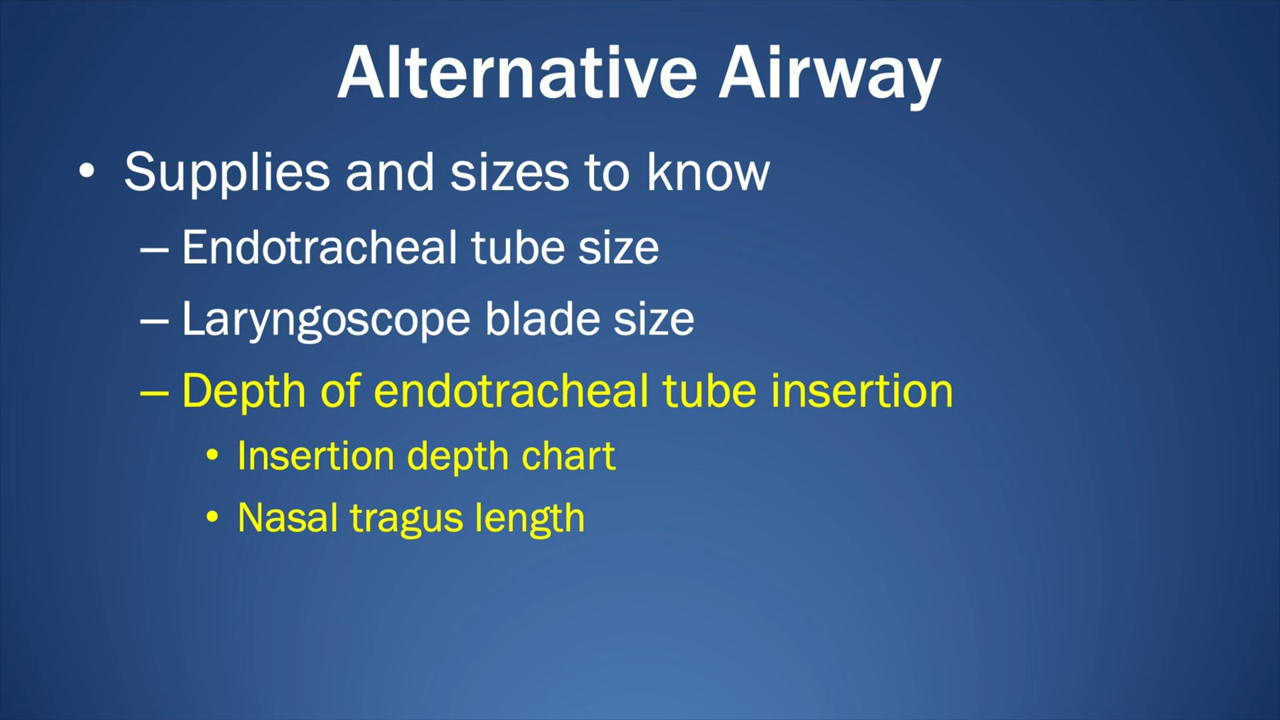 Alternative Airway
• Supplies and sizes to know
– Endotracheal tube size
– Laryngoscope blade size
– Depth of endotracheal tube insertion
• Insertion depth chart
• Nasal tragus length